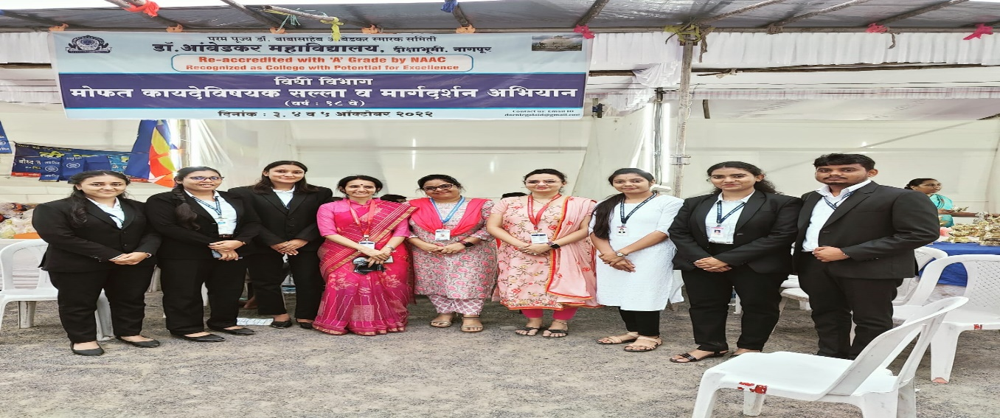 परम पूज्य डॉ. बाबासाहेब आंबेडकर स्मारक समिती
डॉ.आंबेडकर महाविद्यालय, दीक्षाभूमी, नागपूर
Re-accredited with 'A' Grade by NAAC
Recognized as College with Potential for Excellence
विधी विभाग
मोफत कायदेविषयक सल्ला व मार्गदर्शन अभियान
(वर्ष : १८ वे)
दिनांक : ३, ४ व ५ ऑक्टोबर २०२२
Contact us: Email ID